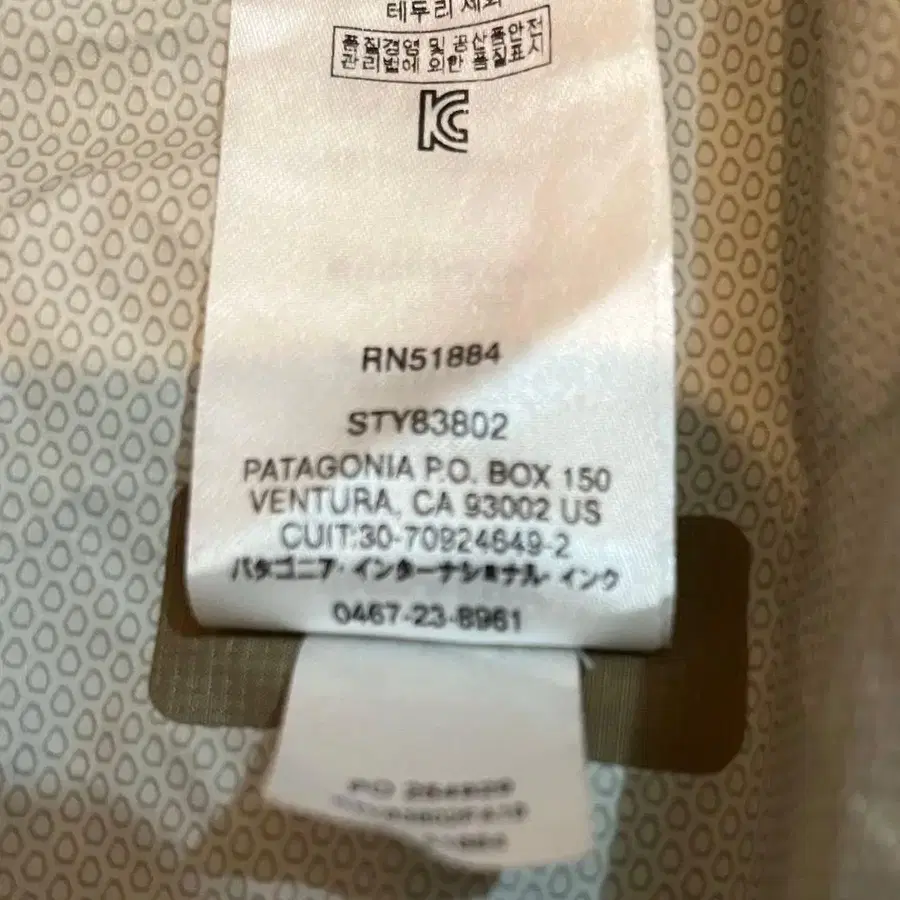 테두리 제외
품질경영 및 공산품안전
관리법에 의한 품질표시
KC
RN51884
STY83802
PATAGONIA P.O. BOX 150
VENTURA, CA 93002 US
CUIT:30-70924649-2
パタゴニア・インターナショナル・インク
0467-23-8961
PO